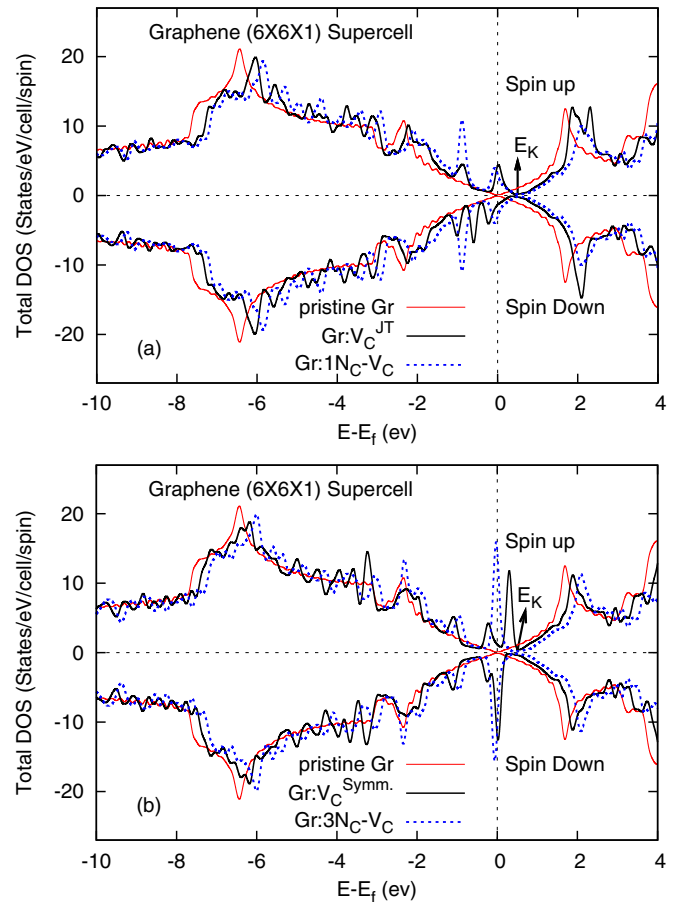 Graphene (6X6X1) Supercell
Total DOS (States/eV/cell/spin)
20
10
0
-10
-20
Spin up
E_K
pristine Gr
Spin Down
Gr:V_C^JT
(a)
Gr:1N_C-V_C
-10 -8 -6 -4 -2 0 2 4
E-E_f (ev)
Graphene (6X6X1) Supercell
Total DOS (States/eV/cell/spin)
20
10
0
-10
-20
Spin up
E_K
pristine Gr
Spin Down
Gr:V_C^Symm.
(b)
Gr:3N_C-V_C
-10 -8 -6 -4 -2 0 2 4
E-E_f (ev)